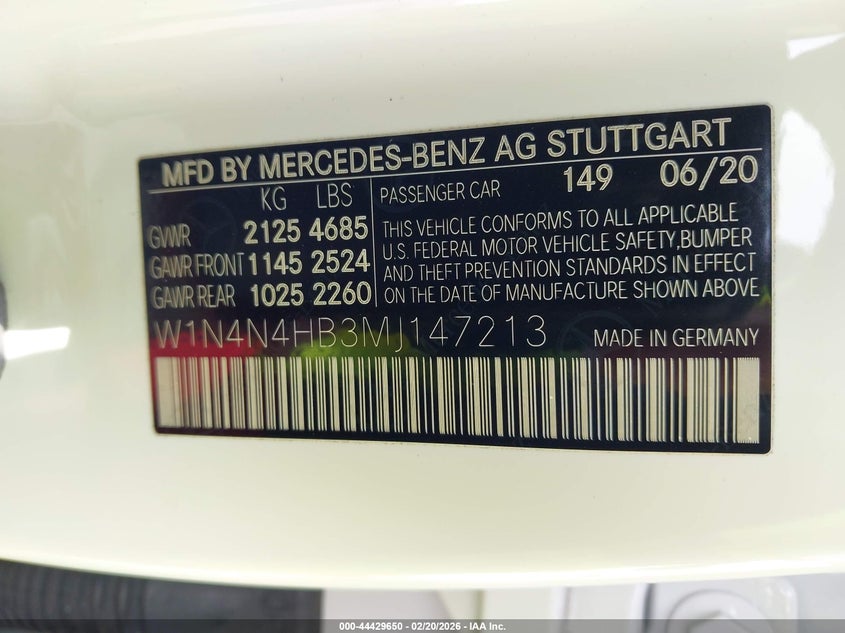 MFD BY MERCEDES-BENZ AG STUTTGART
KG LBS
GVWR 2125 4685
GAWR FRONT 1145 2524
GAWR REAR 1025 2260
PASSENGER CAR 149 06/20
THIS VEHICLE CONFORMS TO ALL APPLICABLE
U.S. FEDERAL MOTOR VEHICLE SAFETY,BUMPER
AND THEFT PREVENTION STANDARDS IN EFFECT
ON THE DATE OF MANUFACTURE SHOWN ABOVE
W1N4N4HB3MJ147213 MADE IN GERMANY
000-44429650 / 02/20/2026 - IAA Inc.